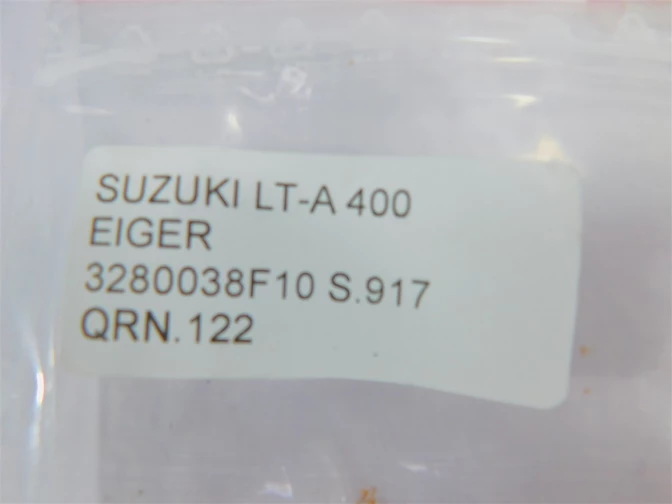 SUZUKI LT-A 400
EIGER
3280038F10 S.917
QRN.122